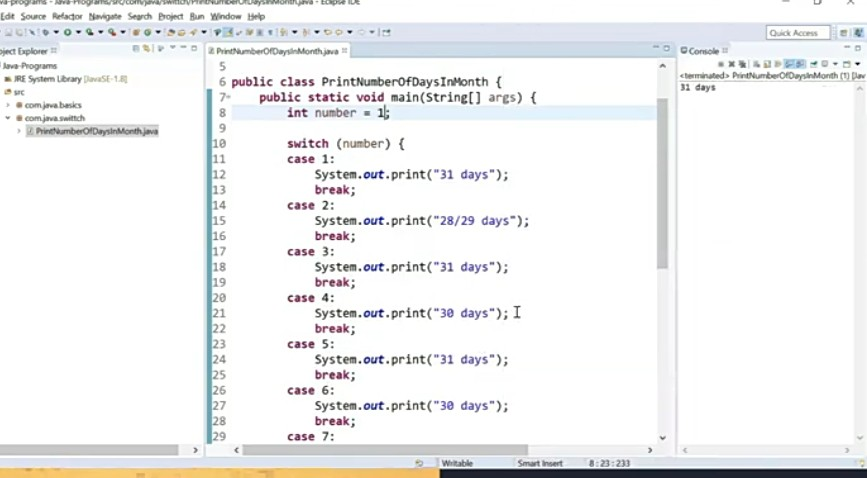 ava-programs - Java-Programs/src/com/java/swittch/PrintNumberOfDaysInMonth.java - Eclipse IDE
Edit Source Refactor Navigate Search Project Run Window Help
Quick Access
oject Explorer
Java-Programs
JRE System Library [JavaSE-1.8]
src
com.java.basics
com.java.swittch
PrintNumberOfDaysInMonth.java
PrintNumberOfDaysInMonth.java
5
6 public class PrintNumberOfDaysInMonth {
7 public static void main(String[] args) {
8 int number = 1;
9
10 switch (number) {
11 case 1:
12 System.out.print("31 days");
13 break;
14 case 2:
15 System.out.print("28/29 days");
16 break;
17 case 3:
18 System.out.print("31 days");
19 break;
20 case 4:
21 System.out.print("30 days");
22 break;
23 case 5:
24 System.out.print("31 days");
25 break;
26 case 6:
27 System.out.print("30 days");
28 break;
29 case 7:
Console
<terminated> PrintNumberOfDaysInMonth (1) [Jav
31 days
Writable
Smart Insert
8:23:233